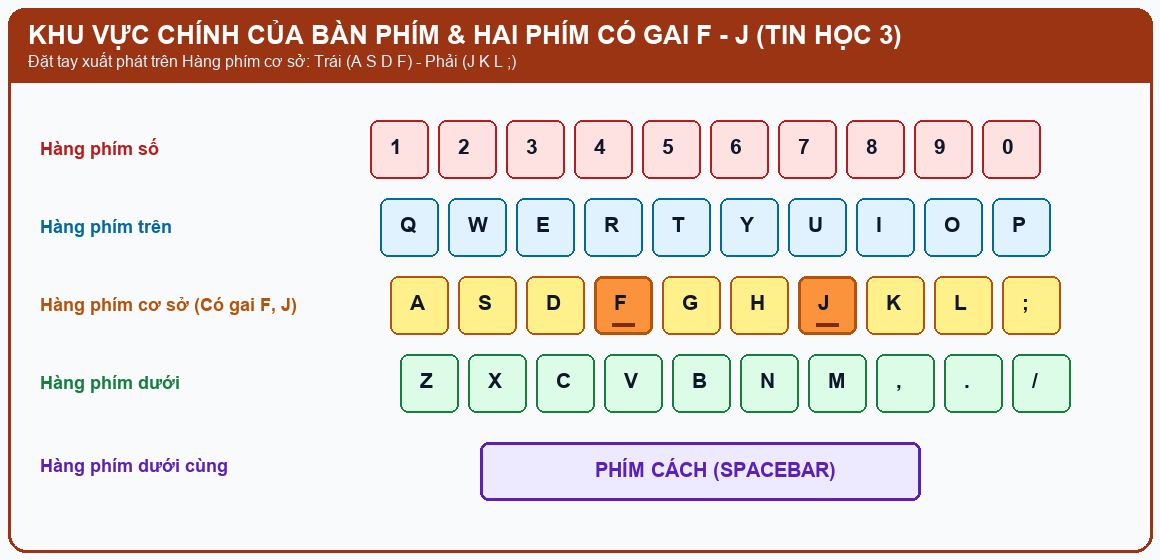 KHU VỰC CHÍNH CỦA BÀN PHÍM & HAI PHÍM CÓ GAI F - J (TIN HỌC 3)
Đặt tay xuất phát trên Hàng phím cơ sở: Trái (A S D F) - Phải (J K L ;)
Hàng phím số 1 2 3 4 5 6 7 8 9 0
Hàng phím trên Q W E R T Y U I O P
Hàng phím cơ sở (Có gai F, J) A S D F G H J K L ;
Hàng phím dưới Z X C V B N M , . /
Hàng phím dưới cùng PHÍM CÁCH (SPACEBAR)